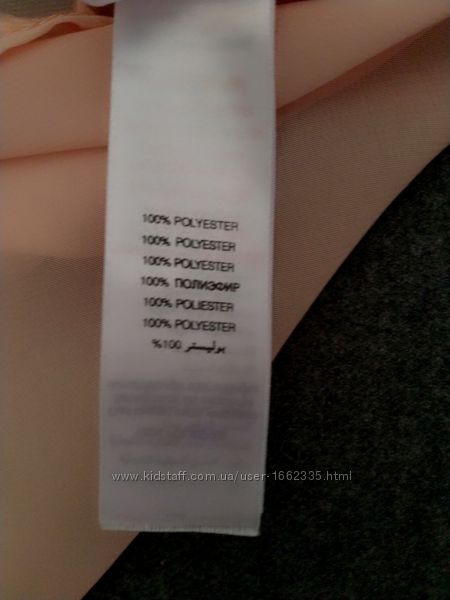 100% POLYESTER
100% POLYESTER
100% POLYESTER
100% ПОЛИЭФИР
100% POLIESTER
100% POLYESTER
بوليستر 100%
www.kidstaff.com.ua/user-1662335.html